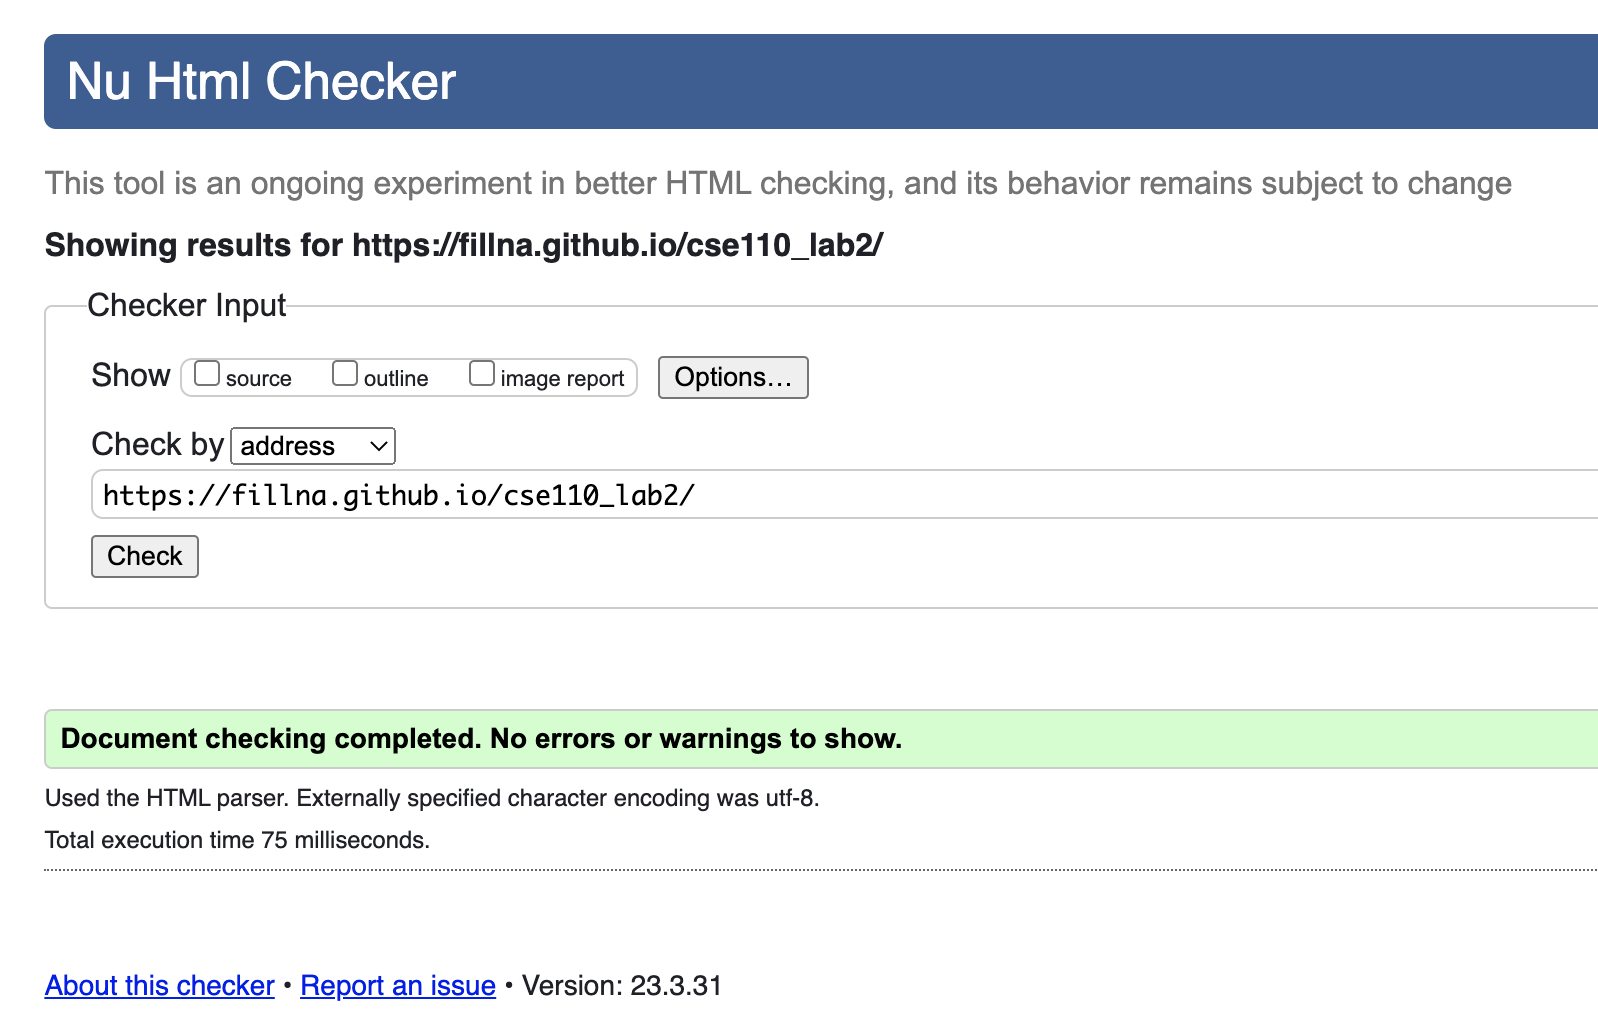 Nu Html Checker
This tool is an ongoing experiment in better HTML checking, and its behavior remains subject to change
Showing results for https://fillna.github.io/cse110_lab2/
Checker Input
Show source outline image report Options...
Check by address
https://fillna.github.io/cse110_lab2/
Check
Document checking completed. No errors or warnings to show.
Used the HTML parser. Externally specified character encoding was utf-8.
Total execution time 75 milliseconds.
About this checker • Report an issue • Version: 23.3.31